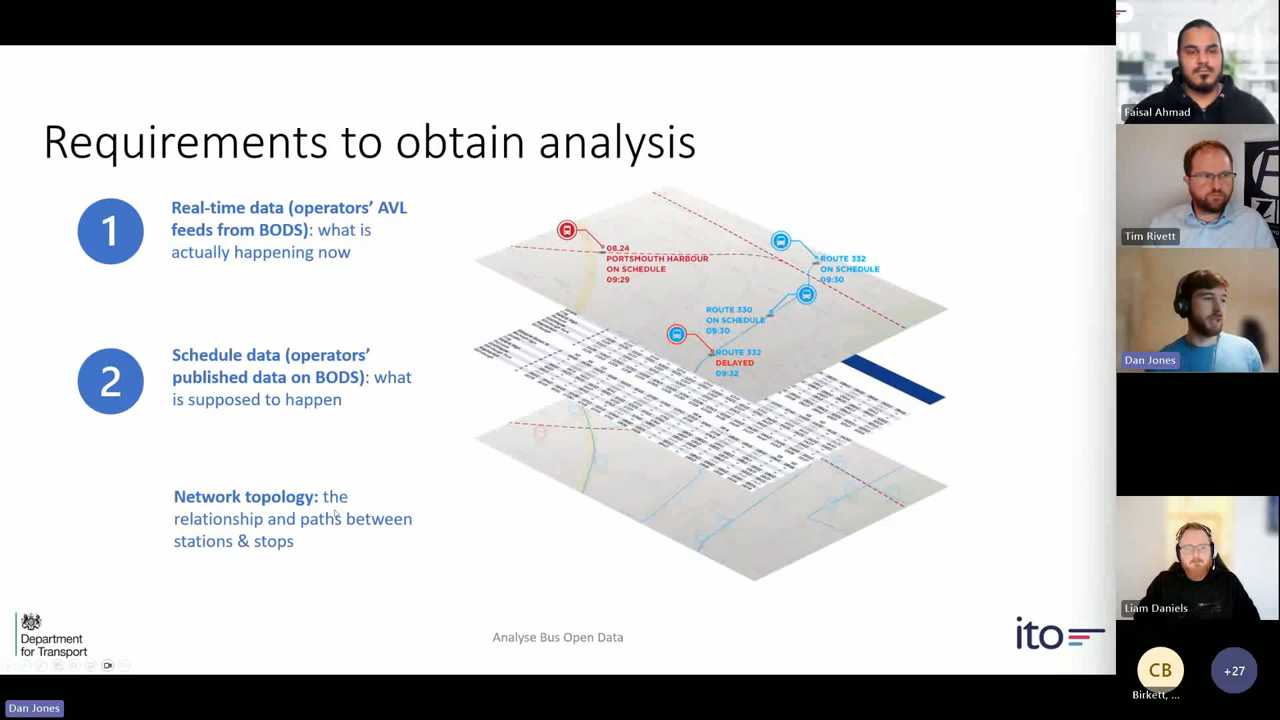 Requirements to obtain analysis
1
Real-time data (operators' AVL
feeds from BODS): what is
actually happening now
2
Schedule data (operators'
published data on BODS): what
is supposed to happen
Network topology: the
relationship and paths between
stations & stops
08.24
PORTSMOUTH HARBOUR
ON SCHEDULE
09:29
ROUTE 332
ON SCHEDULE
09:30
ROUTE 330
ON SCHEDULE
09:30
ROUTE 332
DELAYED
09:32
Department
for Transport
Analyse Bus Open Data
ito
Faisal Ahmad
Tim Rivett
Dan Jones
Liam Daniels
CB
Birkett, ...
+27
Dan Jones